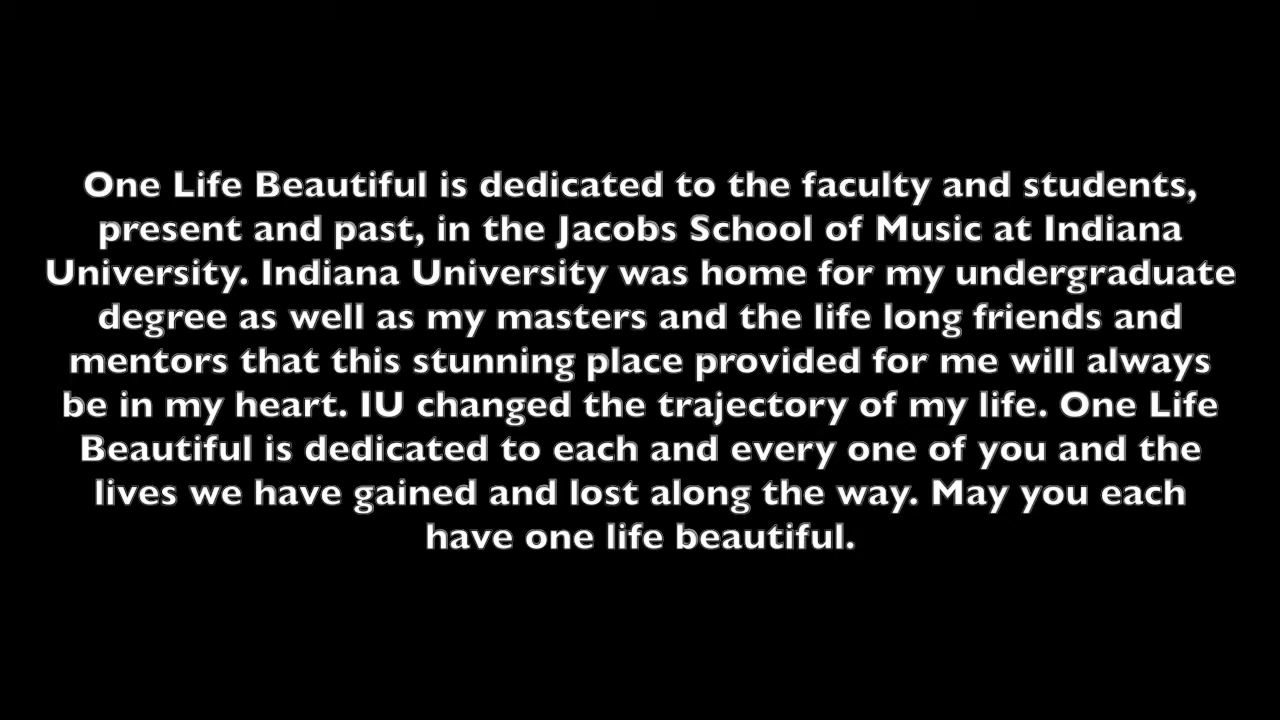 One Life Beautiful is dedicated to the faculty and students,
present and past, in the Jacobs School of Music at Indiana
University. Indiana University was home for my undergraduate
degree as well as my masters and the life long friends and
mentors that this stunning place provided for me will always
be in my heart. IU changed the trajectory of my life. One Life
Beautiful is dedicated to each and every one of you and the
lives we have gained and lost along the way. May you each
have one life beautiful.